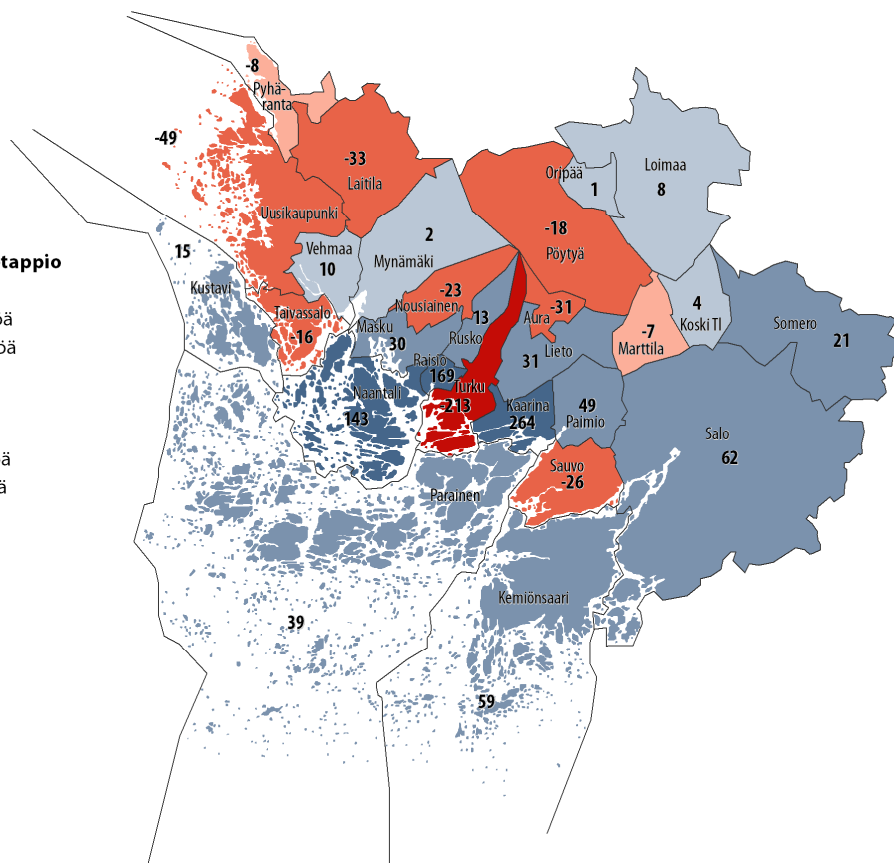 -8
Pyhä-
ranta
-49
-33
Laitila
Oripää
1
Loimaa
8
Uusikaupunki
-18
Pöytyä
2
Mynämäki
Vehmaa
10
15
Kustavi
tappio
-23
Nousiainen
-31
Aura
13
Rusko
4
Koski Tl
Taivassalo
-16
Masku
30
Lieto
31
-7
Marttila
Somero
21
Raisio
169
Turku
-213
Naantali
143
Kaarina
264
49
Paimio
Salo
62
Sauvo
-26
Parainen
Kemiönsaari
39
59